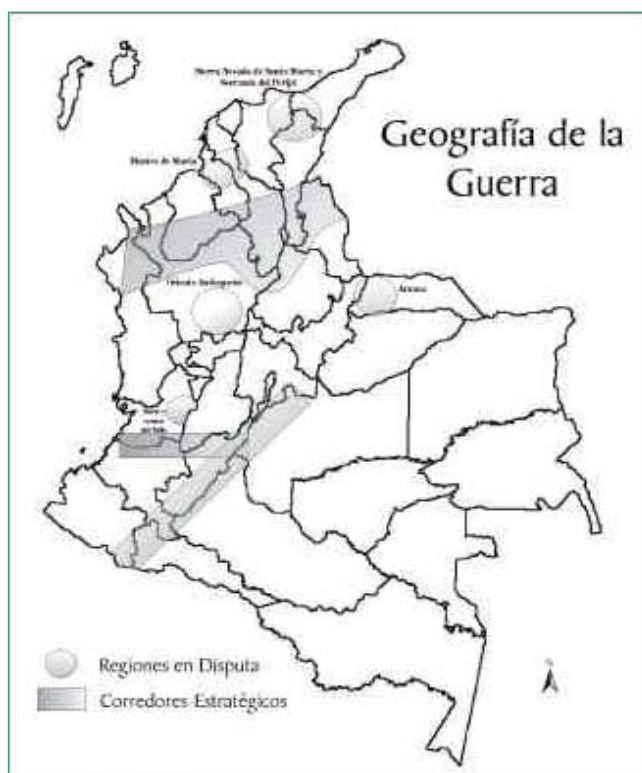 Sierra Nevada de Santa Marta y
Serranía del Perijá
Geografía de la
Guerra
Montes de María
Oriente Antioqueño
Arauca
Regiones en Disputa
Corredores Estratégicos